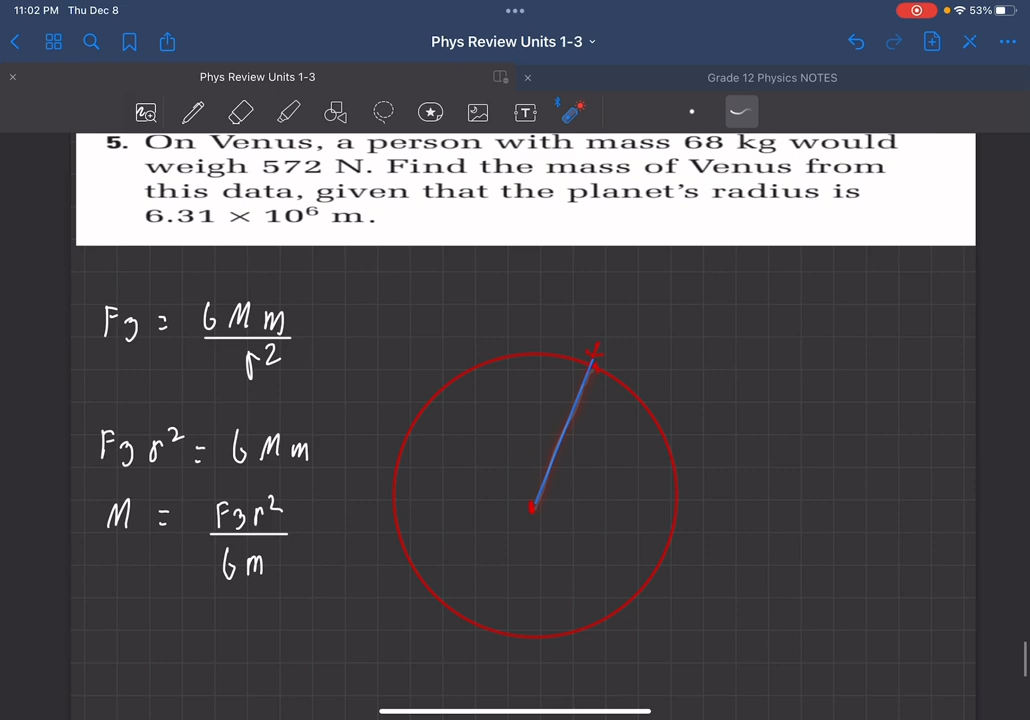 11:02 PM Thu Dec 8
53%
Phys Review Units 1-3
Phys Review Units 1-3
Grade 12 Physics NOTES
5. On Venus, a person with mass 68 kg would
weigh 572 N. Find the mass of Venus from
this data, given that the planet's radius is
6.31 × 10⁶ m.
Fg = GMm / r²
Fg r² = GMm
M = Fg r² / Gm